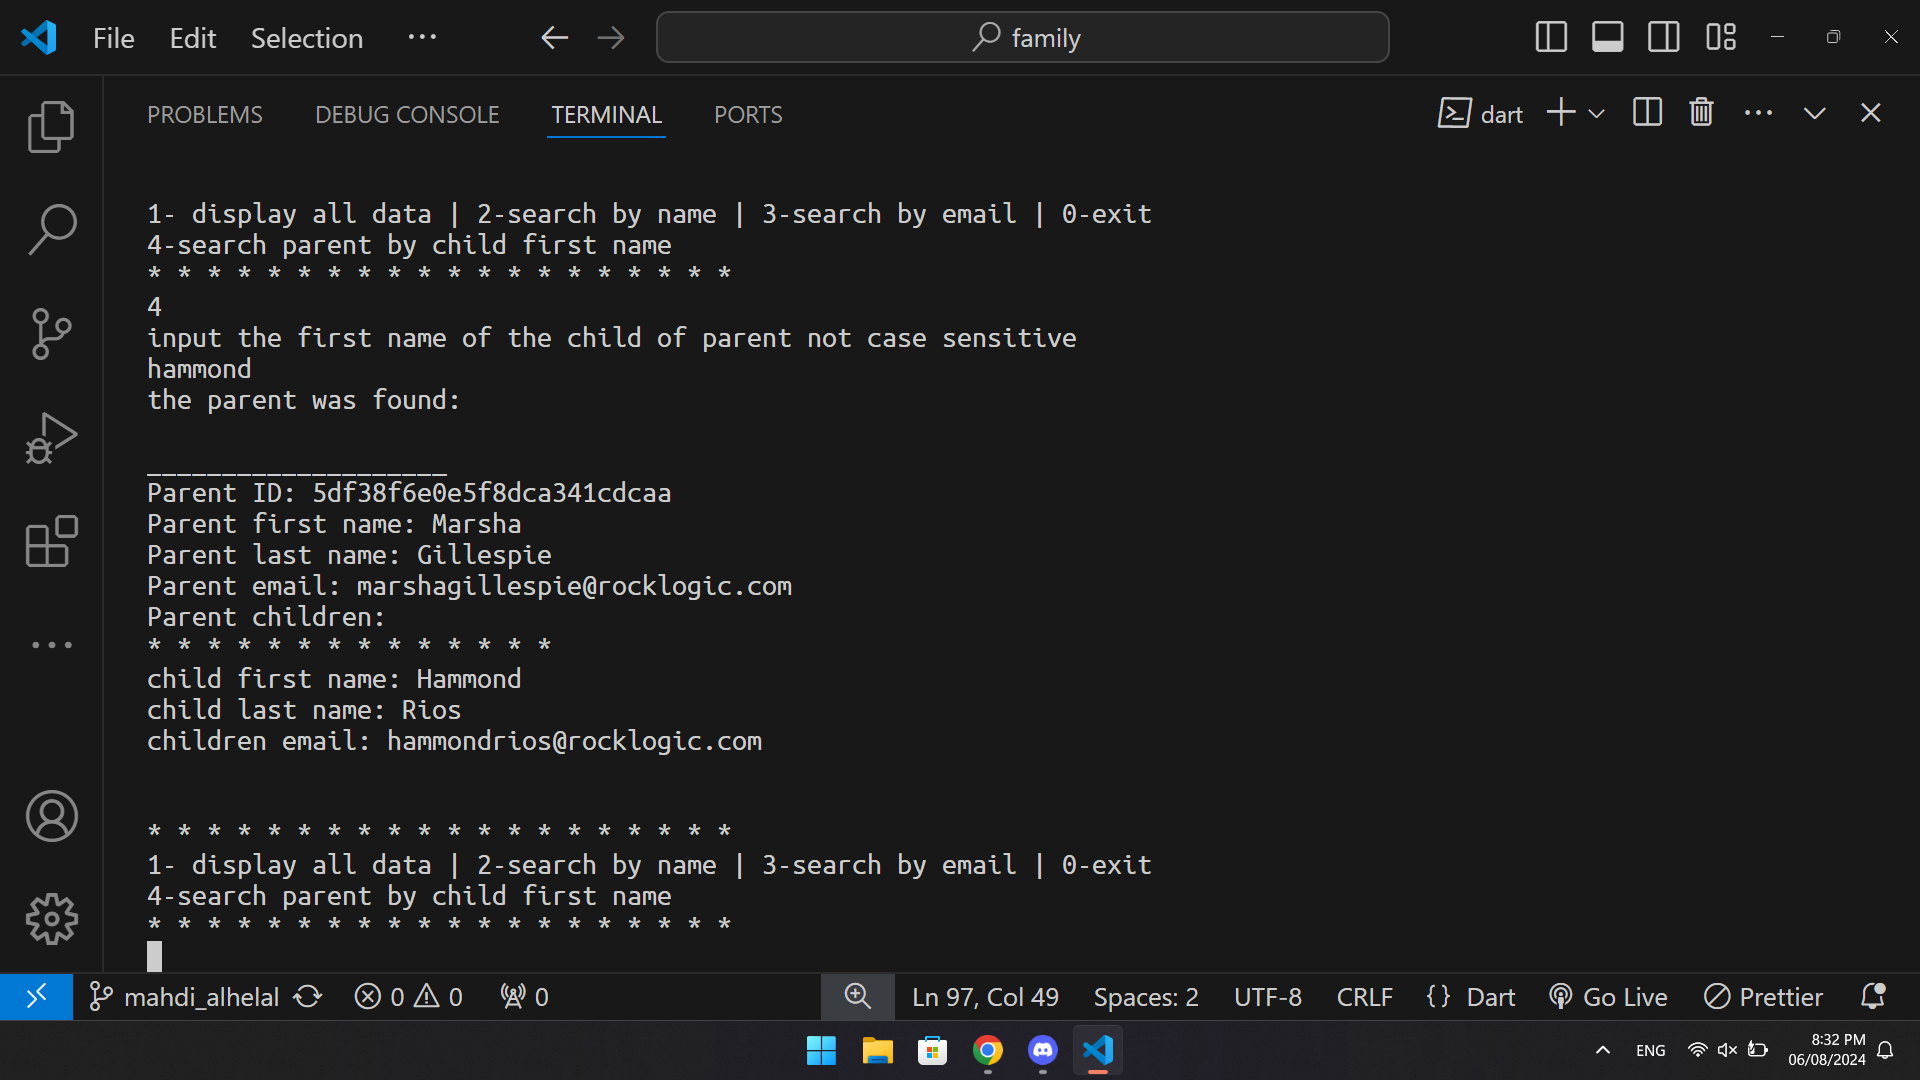 File Edit Selection ··· family
PROBLEMS DEBUG CONSOLE TERMINAL PORTS dart
1- display all data | 2-search by name | 3-search by email | 0-exit
4-search parent by child first name
* * * * * * * * * * * * * * * * * * * *
4
input the first name of the child of parent not case sensitive
hammond
the parent was found:
____________________
Parent ID: 5df38f6e0e5f8dca341cdcaa
Parent first name: Marsha
Parent last name: Gillespie
Parent email: marshagillespie@rocklogic.com
Parent children:
* * * * * * * * * * * * * *
child first name: Hammond
child last name: Rios
children email: hammondrios@rocklogic.com
* * * * * * * * * * * * * * * * * * * *
1- display all data | 2-search by name | 3-search by email | 0-exit
4-search parent by child first name
* * * * * * * * * * * * * * * * * * * *
mahdi_alhelal 0 0 0 Ln 97, Col 49 Spaces: 2 UTF-8 CRLF {} Dart Go Live Prettier
ENG 8:32 PM
06/08/2024